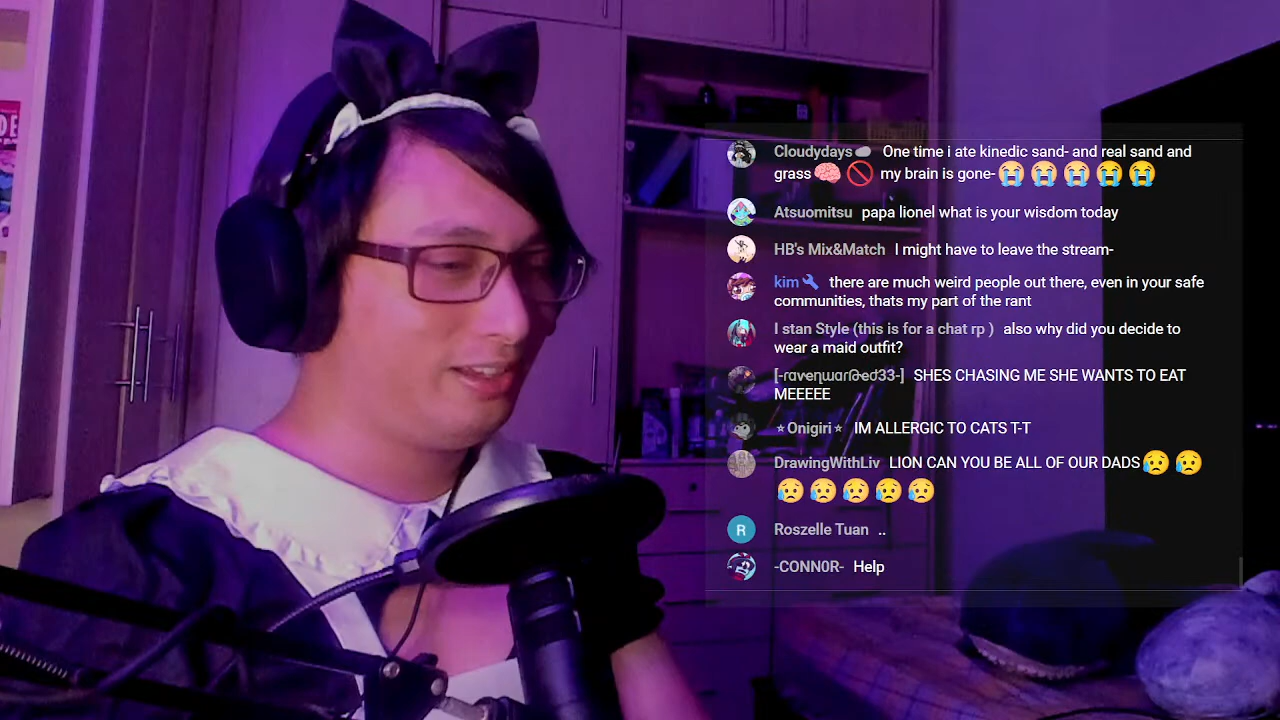 DE
Cloudydays☁️ One time i ate kinedic sand- and real sand and
grass🧠 🚫 my brain is gone-😭 😭 😭 😭 😭
Atsuomitsu papa lionel what is your wisdom today
HB's Mix&Match I might have to leave the stream-
kim🔧 there are much weird people out there, even in your safe
communities, thats my part of the rant
I stan Style (this is for a chat rp ) also why did you decide to
wear a maid outfit?
SHES CHASING ME SHE WANTS TO EAT
MEEEEE
⭐Onigiri⭐ IM ALLERGIC TO CATS T-T
DrawingWithLiv LION CAN YOU BE ALL OF OUR DADS😥 😥
😥 😥 😥 😥 😥
R Roszelle Tuan ..
-CONN0R- Help